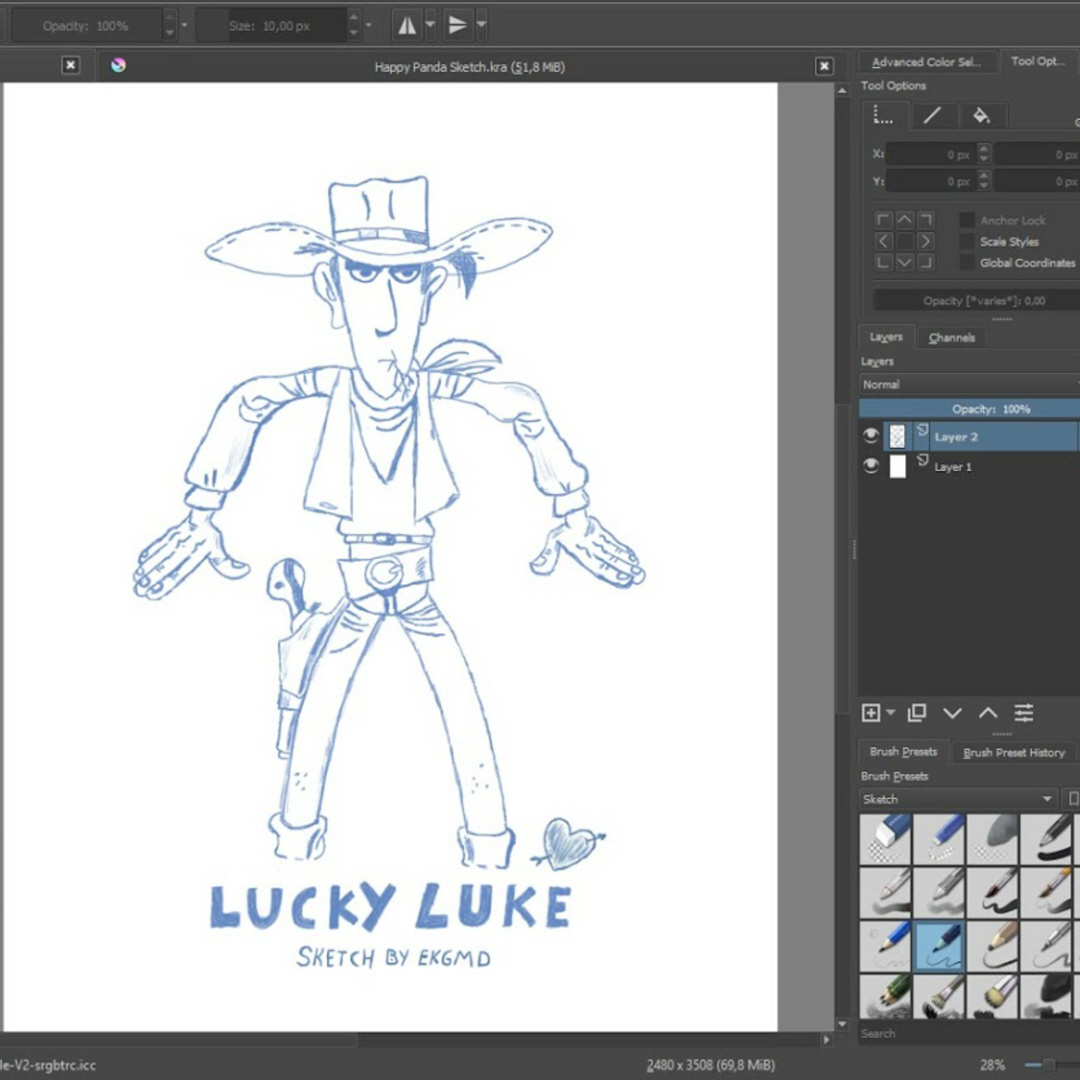 Opacity: 100%
Size: 10,00 px
Happy Panda Sketch.kra (51,8 MiB)
Advanced Color Sel...
Tool Opt...
Tool Options
X: 0 px 0 px
Y: 0 px 0 px
Anchor Lock
Scale Styles
Global Coordinates
Opacity [*varies*]: 0,00
Layers
Channels
Layers
Normal
Opacity: 100%
Layer 2
Layer 1
LUCKY LUKE
SKETCH BY EKGMD
Brush Presets
Brush Preset History
Brush Presets
Sketch
Search
le-V2-srgbtrc.icc
2480 x 3508 (69,8 MiB)
28%